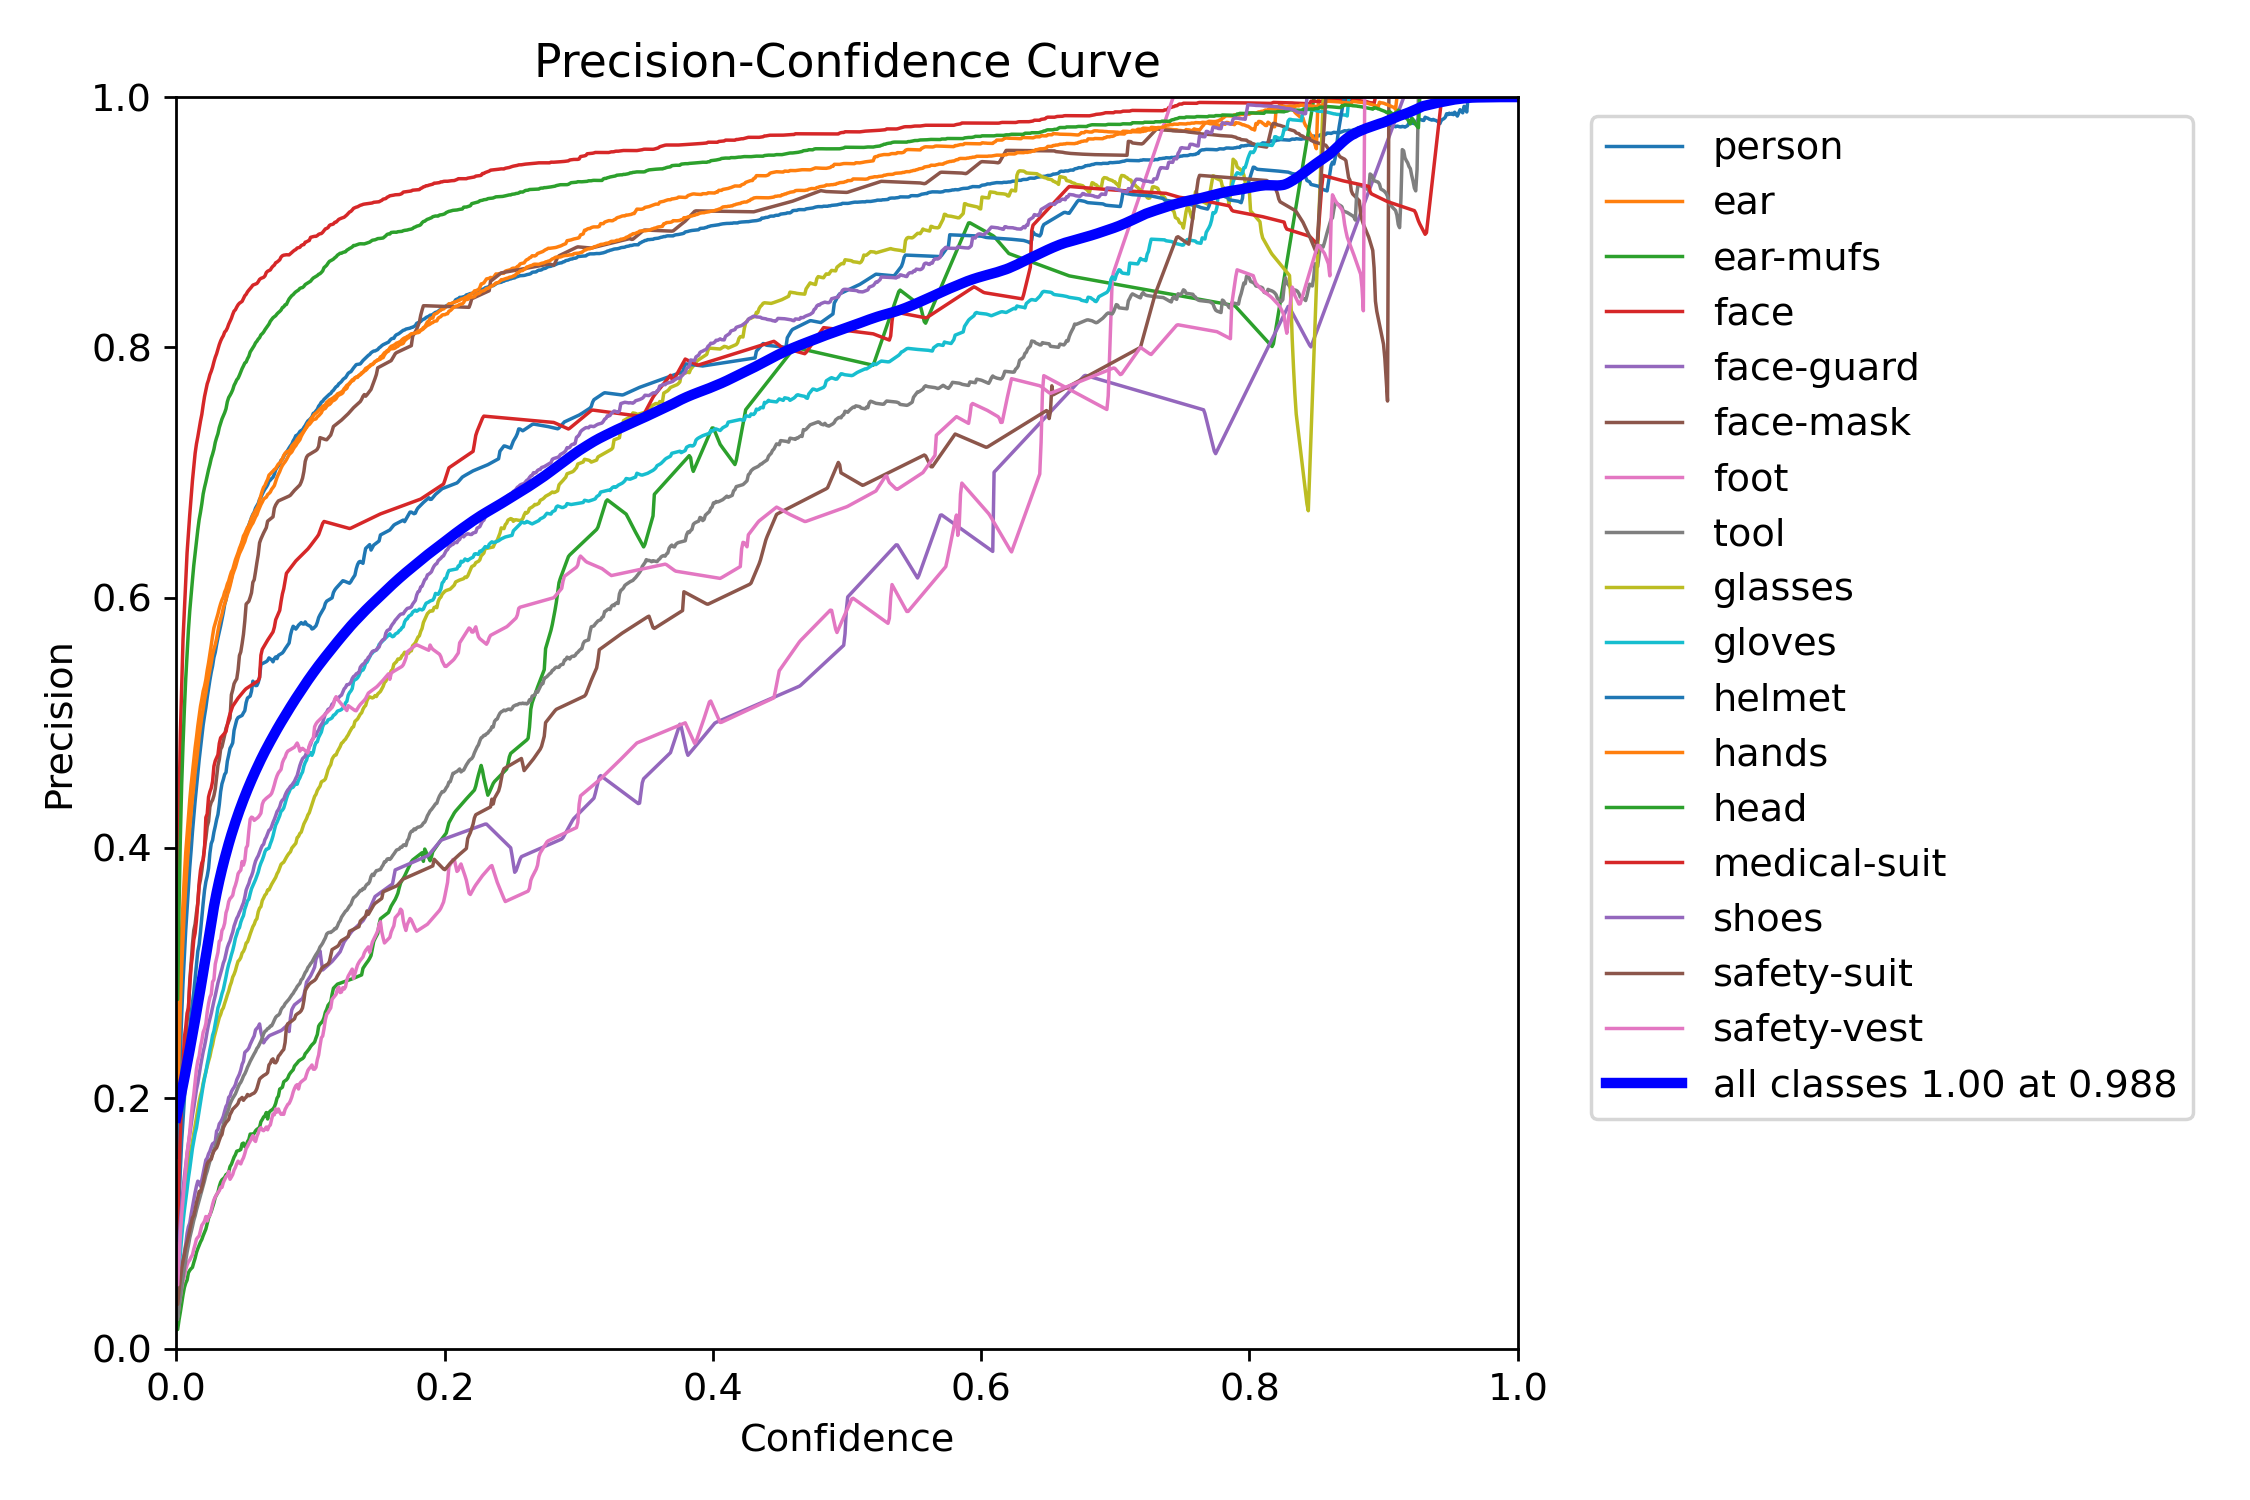 Precision-Confidence Curve
1.0
0.8
0.6
0.4
0.2
0.0
Precision
0.0 0.2 0.4 0.6 0.8 1.0
Confidence
person
ear
ear-mufs
face
face-guard
face-mask
foot
tool
glasses
gloves
helmet
hands
head
medical-suit
shoes
safety-suit
safety-vest
all classes 1.00 at 0.988